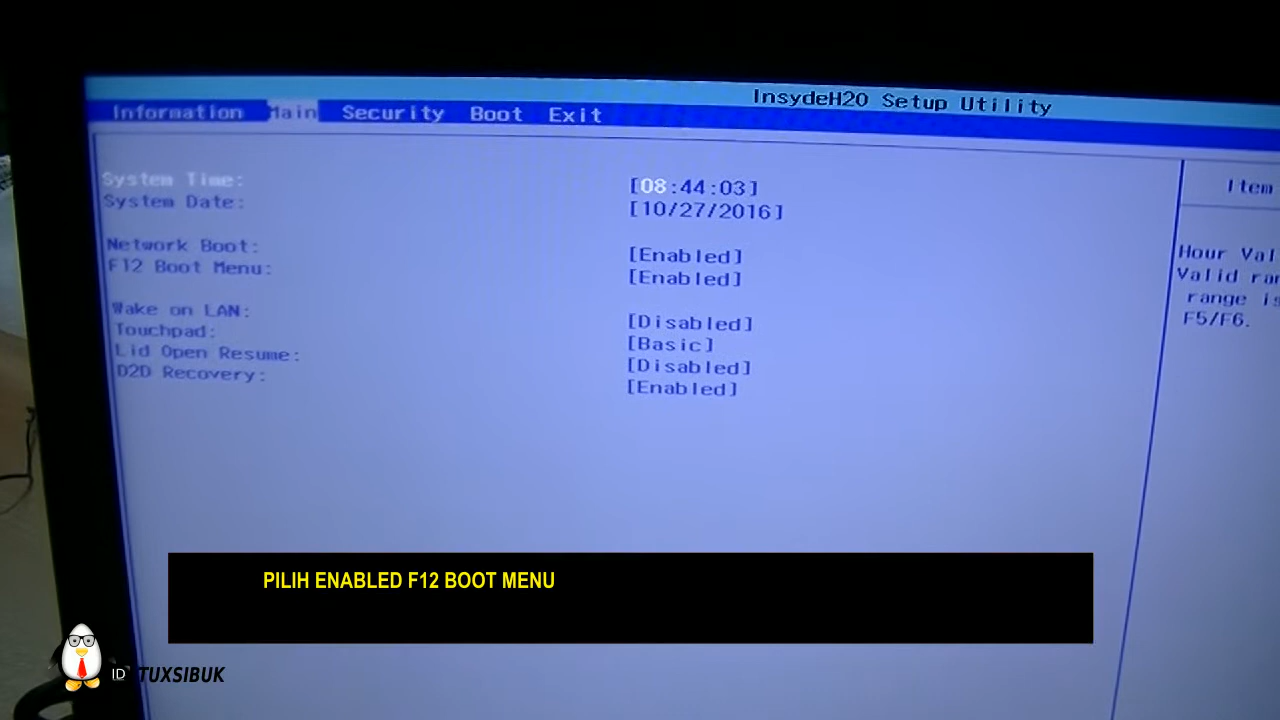 InsydeH20 Setup Utility
Information Main Security Boot Exit
System Time: [08:44:03]
System Date: [10/27/2016]
Network Boot: [Enabled]
F12 Boot Menu: [Enabled]
Wake on LAN: [Disabled]
Touchpad: [Basic]
Lid Open Resume: [Disabled]
D2D Recovery: [Enabled]
Item
Hour Val
Valid ran
range is
F5/F6.
PILIH ENABLED F12 BOOT MENU
ID TUXSIBUK